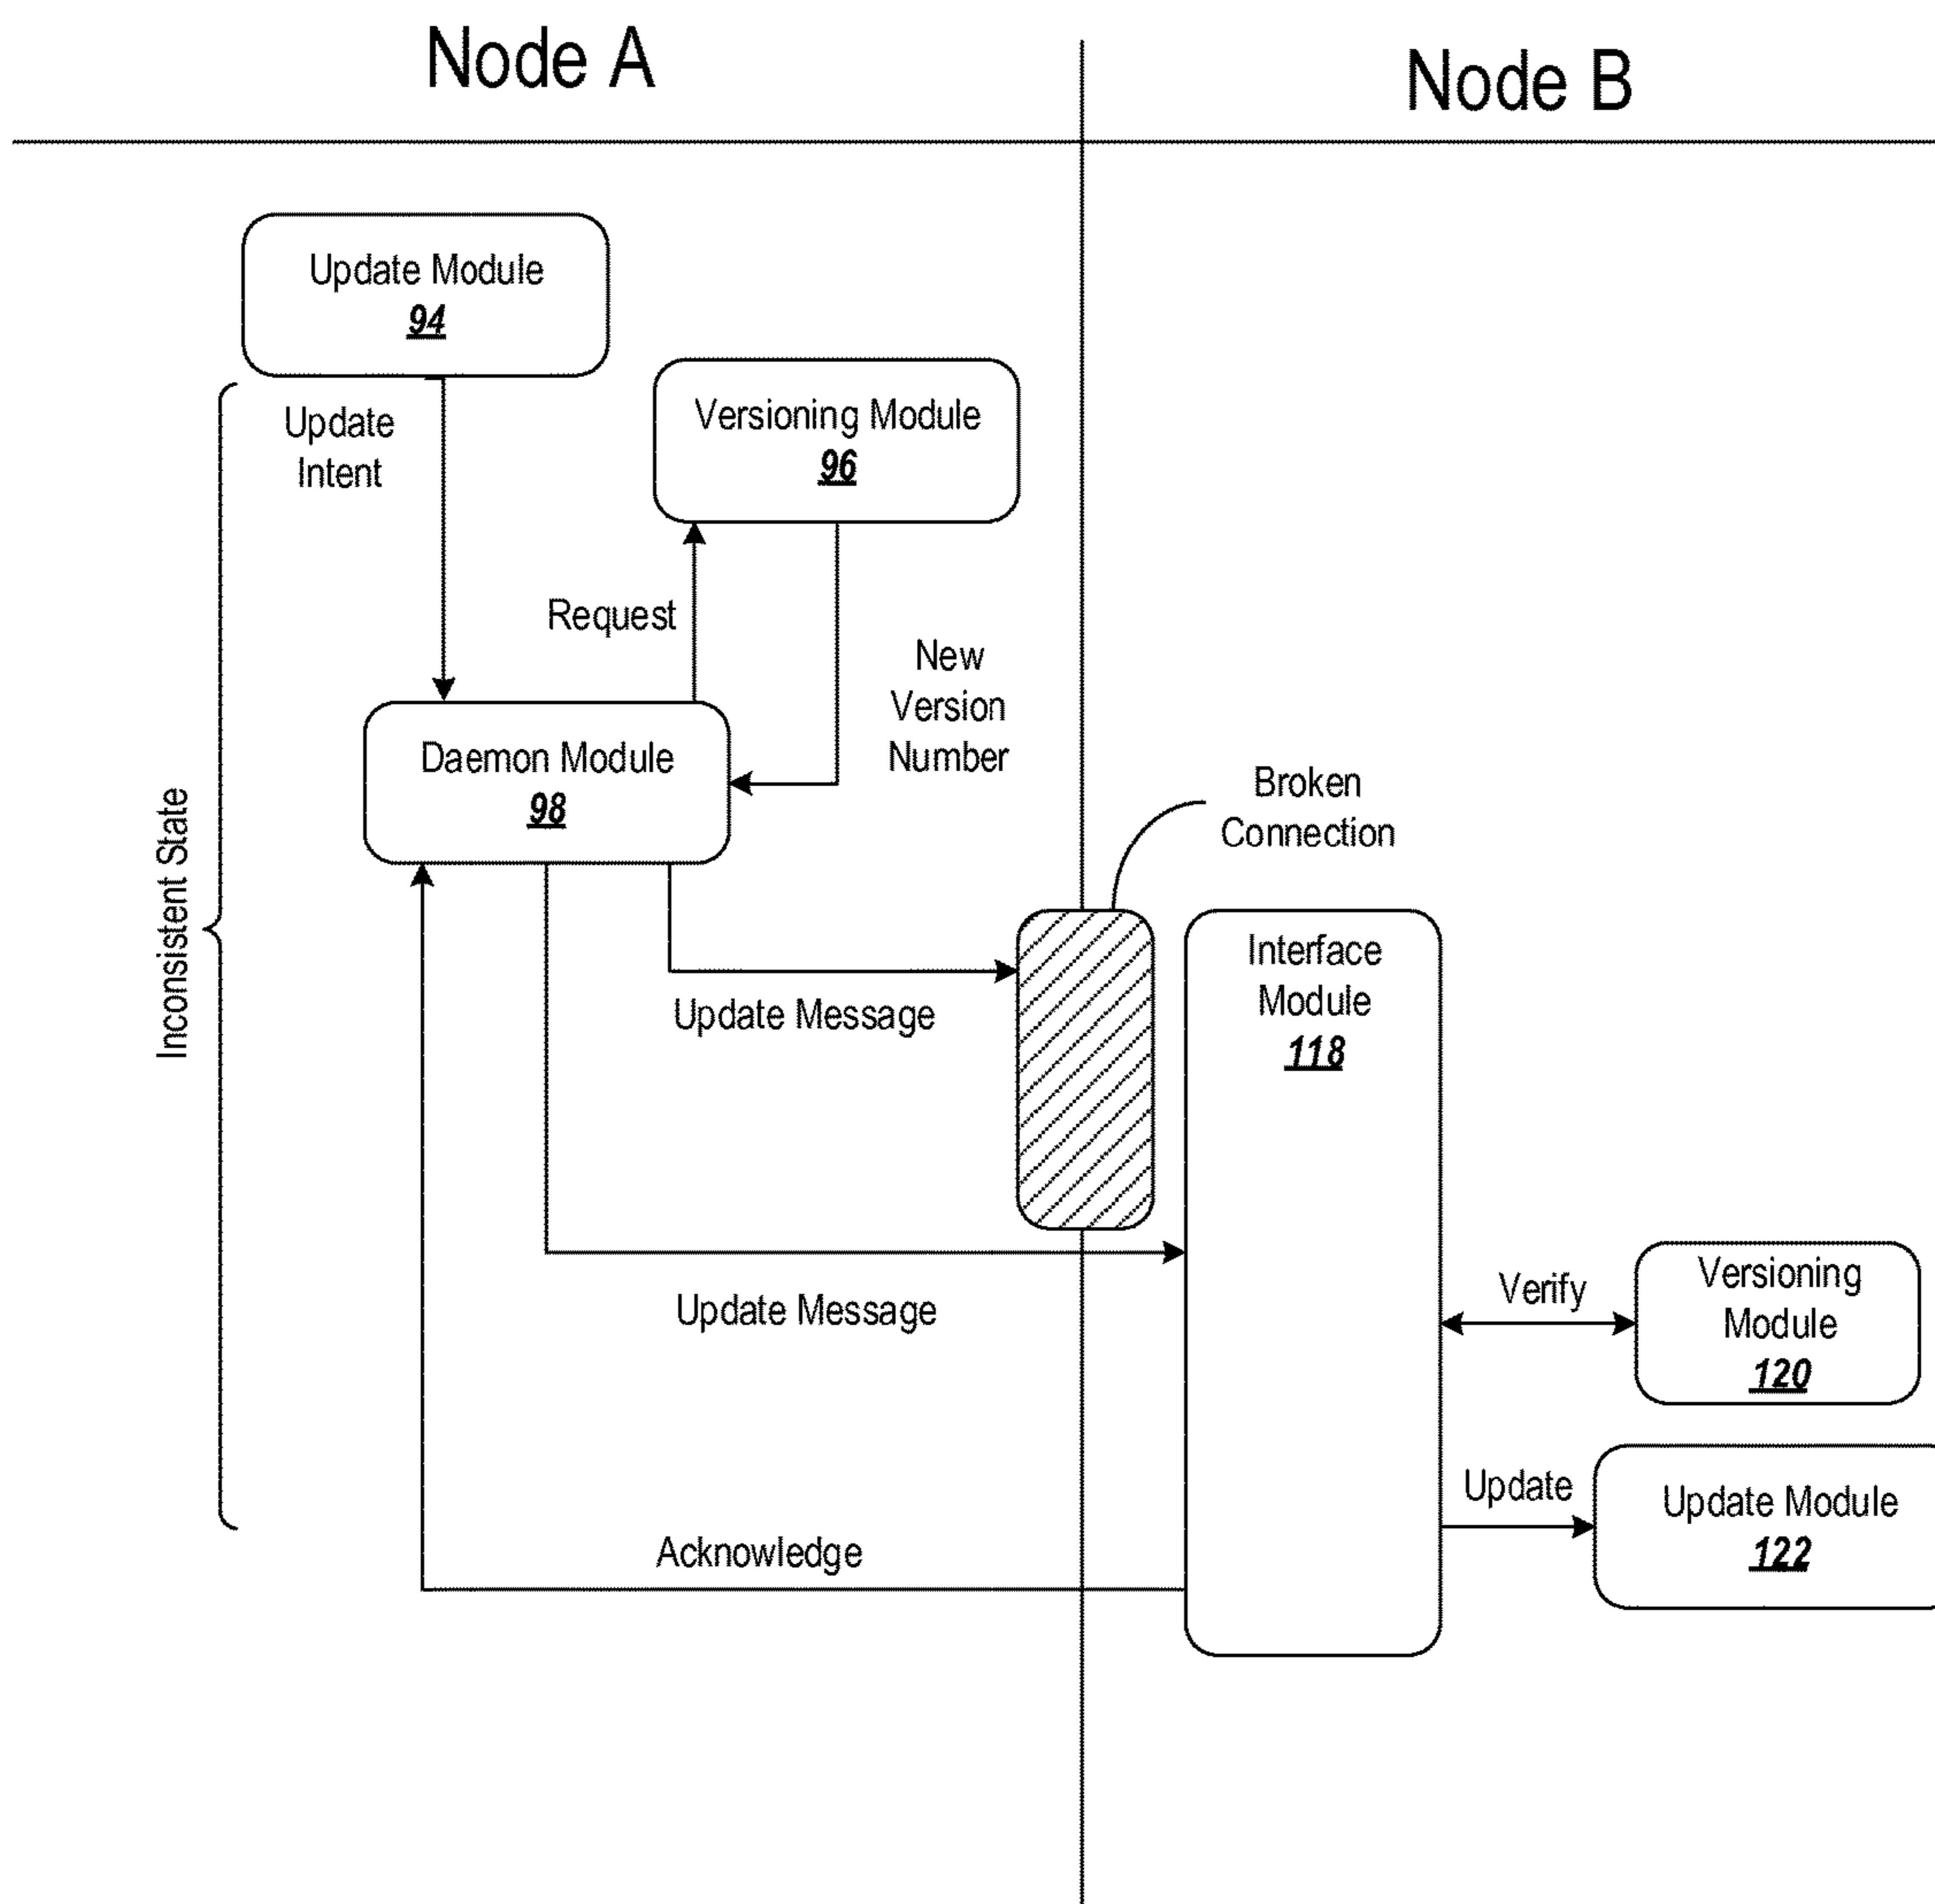 Node A
Node B
Update Module
94
Update
Intent
Versioning Module
96
Request
New
Version
Number
Daemon Module
98
Inconsistent State
Broken
Connection
Interface
Module
118
Update Message
Update Message
Verify
Versioning
Module
120
Update
Update Module
122
Acknowledge